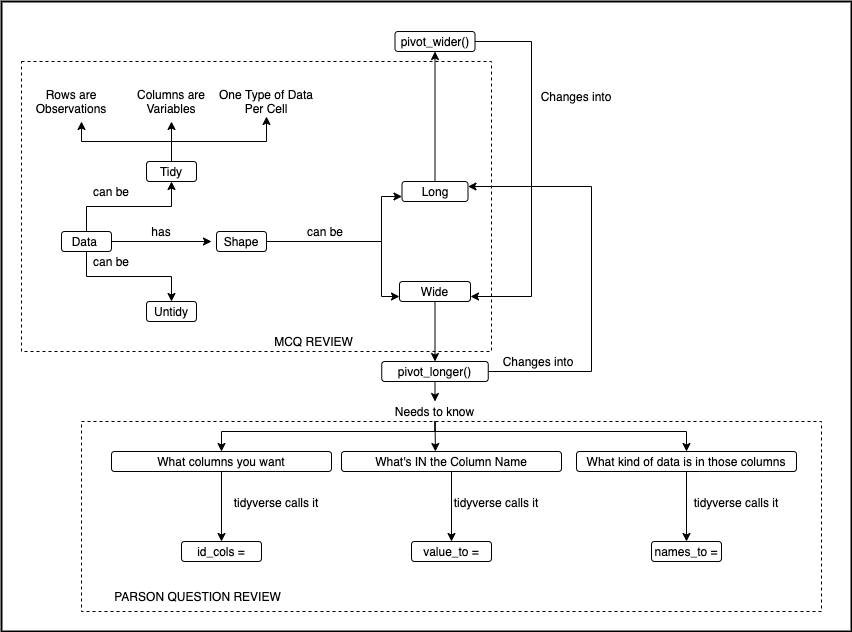 pivot_wider()
Changes into
Rows are
Observations
Columns are
Variables
One Type of Data
Per Cell
Tidy
can be
Long
Data
has
Shape
can be
can be
Wide
Untidy
MCQ REVIEW
pivot_longer()
Changes into
Needs to know
What columns you want
What's IN the Column Name
What kind of data is in those columns
tidyverse calls it
tidyverse calls it
tidyverse calls it
id_cols =
value_to =
names_to =
PARSON QUESTION REVIEW